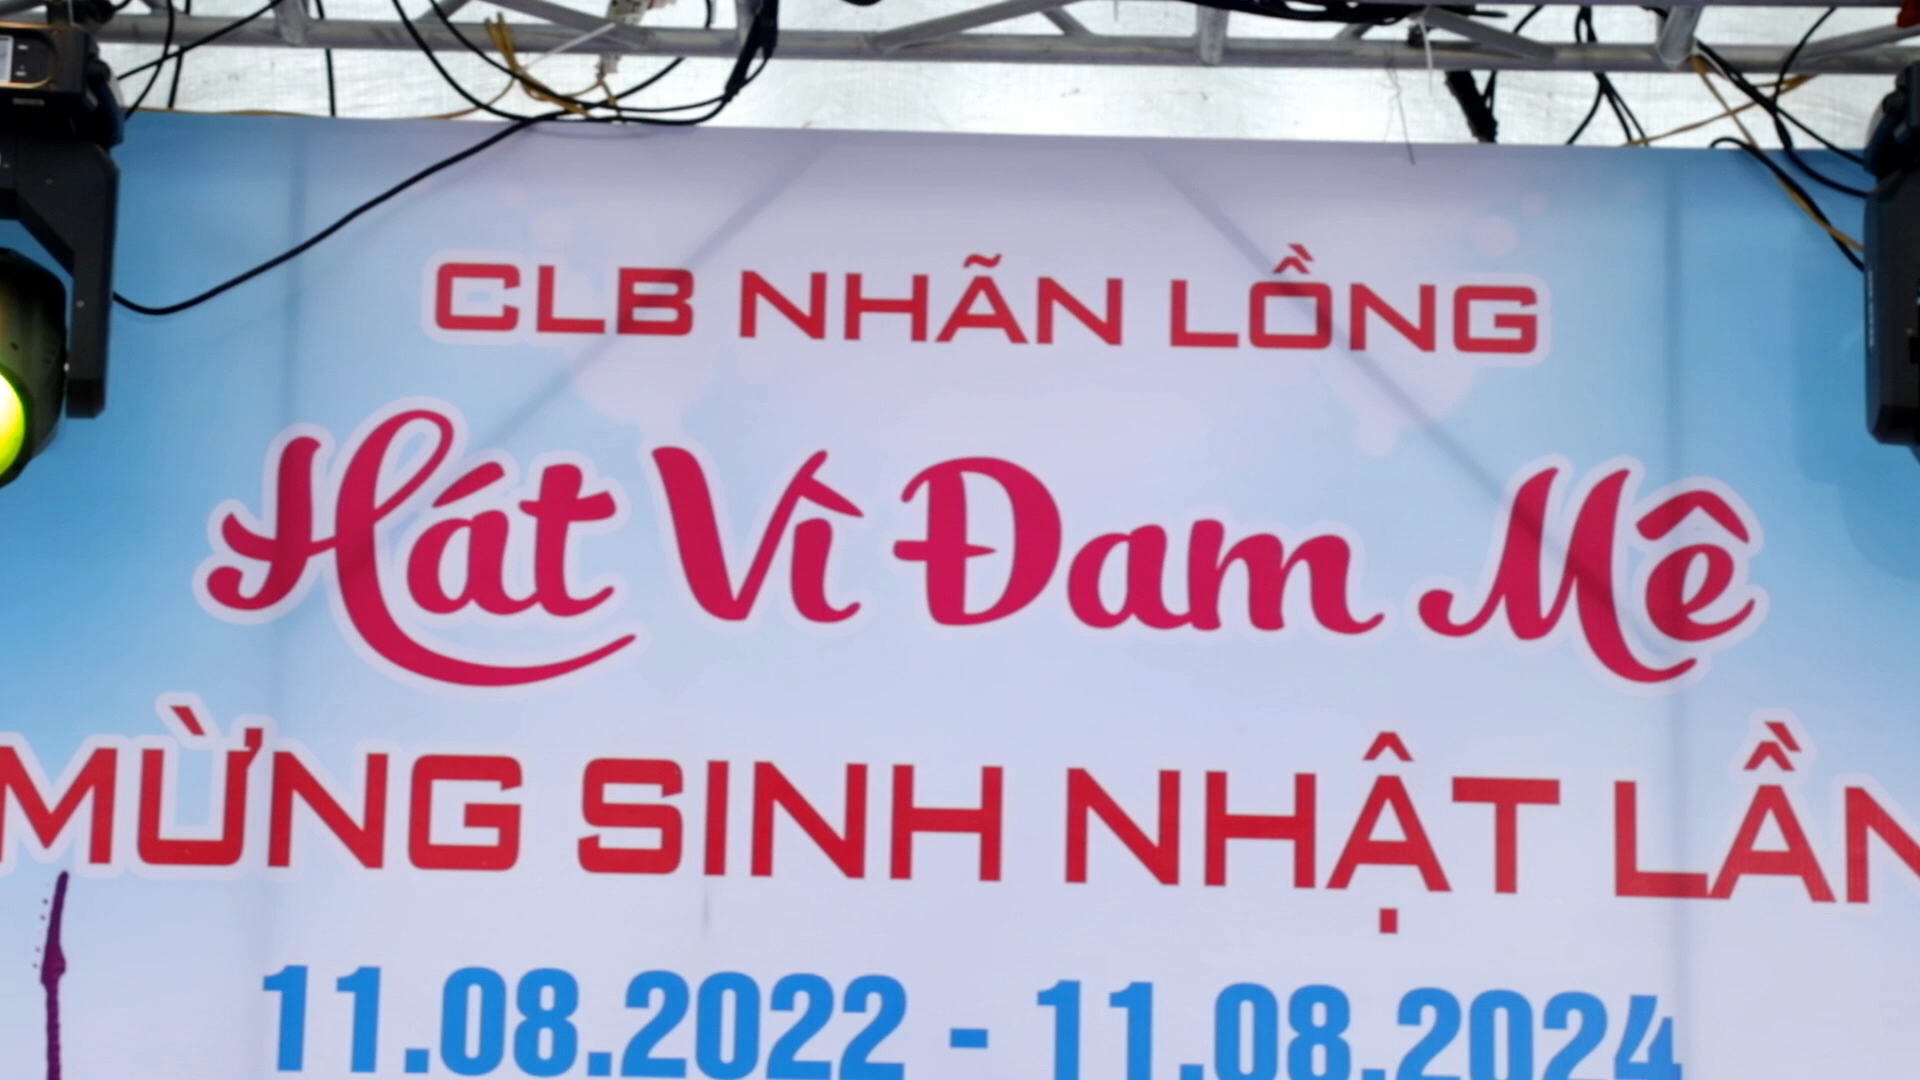 CLB NHÃN LỒNG
Hát Vì Đam Mê
MỪNG SINH NHẬT LẦN
11.08.2022 - 11.08.2024